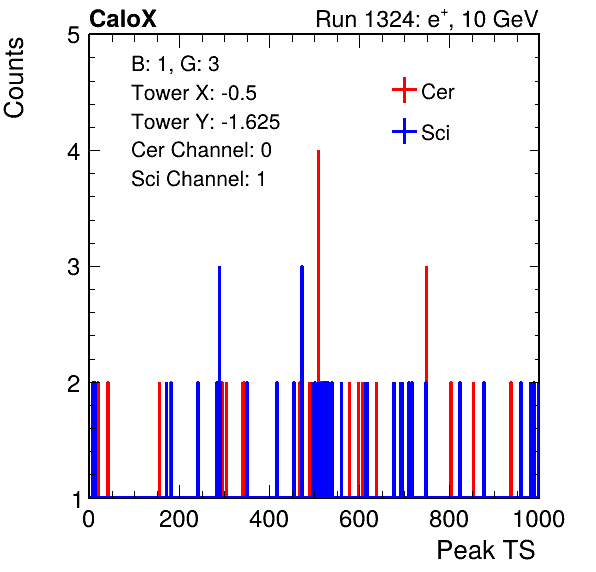 CaloX
Run 1324: e+, 10 GeV
Counts
B: 1, G: 3
Tower X: -0.5
Tower Y: -1.625
Cer Channel: 0
Sci Channel: 1
Cer
Sci
5
4
3
2
1
0 200 400 600 800 1000
Peak TS